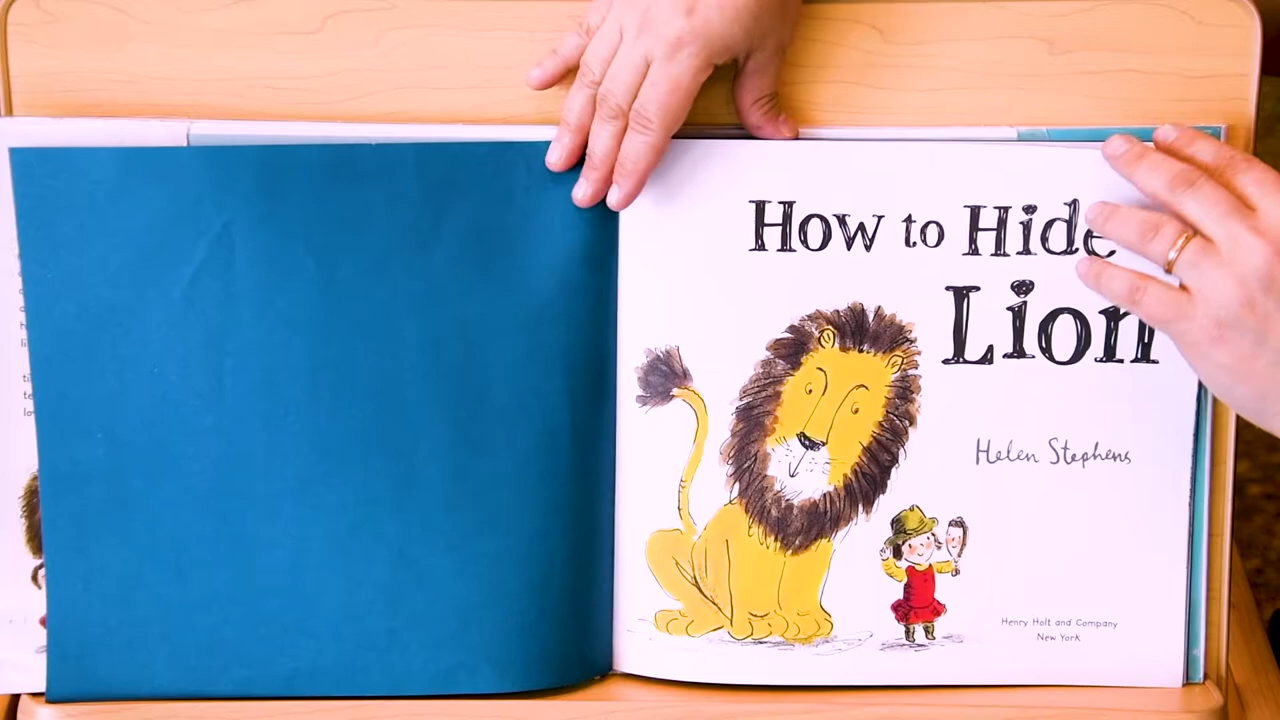 How to Hide
Lion
Helen Stephens
Henry Holt and Company
New York